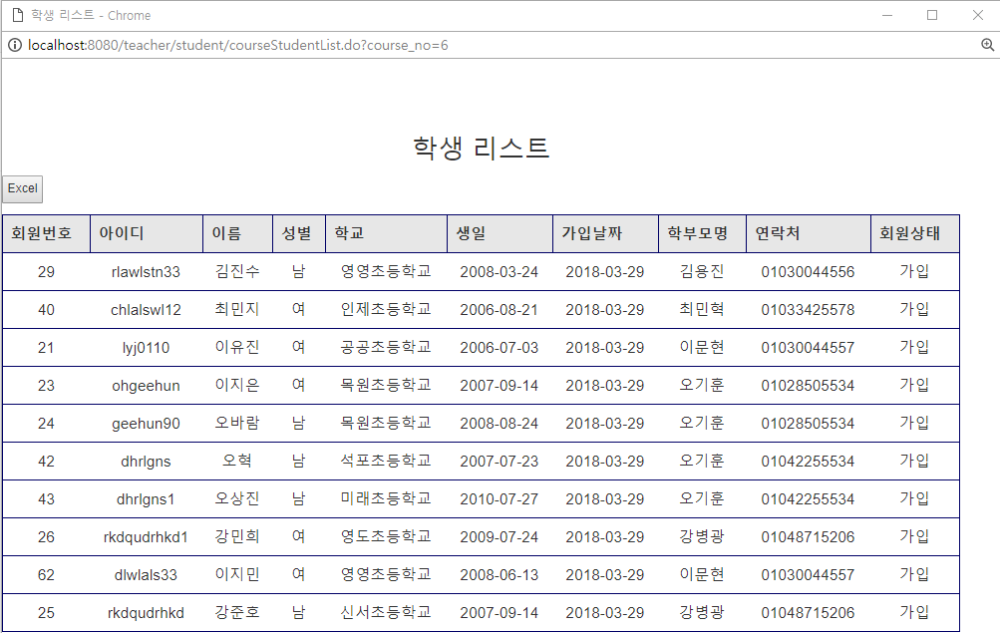 학생 리스트 - Chrome
localhost:8080/teacher/student/courseStudentList.do?course_no=6
학생 리스트
Excel
회원번호 아이디 이름 성별 학교 생일 가입날짜 학부모명 연락처 회원상태
29 rlawlstn33 김진수 남 영영초등학교 2008-03-24 2018-03-29 김용진 01030044556 가입
40 chlalswl12 최민지 여 인제초등학교 2006-08-21 2018-03-29 최민혁 01033425578 가입
21 lyj0110 이유진 여 공공초등학교 2006-07-03 2018-03-29 이문현 01030044557 가입
23 ohgeehun 이지은 여 목원초등학교 2007-09-14 2018-03-29 오기훈 01028505534 가입
24 geehun90 오바람 남 목원초등학교 2008-08-24 2018-03-29 오기훈 01028505534 가입
42 dhrlgns 오혁 남 석포초등학교 2007-07-23 2018-03-29 오기훈 01042255534 가입
43 dhrlgns1 오상진 남 미래초등학교 2010-07-27 2018-03-29 오기훈 01042255534 가입
26 rkdqudrhkd1 강민희 여 영도초등학교 2009-07-24 2018-03-29 강병광 01048715206 가입
62 dlwlals33 이지민 여 영영초등학교 2008-06-13 2018-03-29 이문현 01030044557 가입
25 rkdqudrhkd 강준호 남 신서초등학교 2007-09-14 2018-03-29 강병광 01048715206 가입